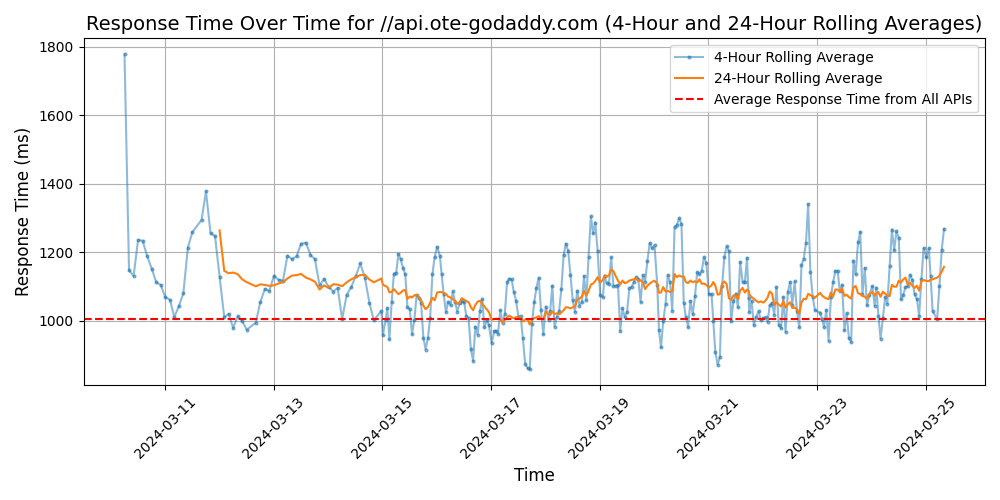 Response Time Over Time for //api.ote-godaddy.com (4-Hour and 24-Hour Rolling Averages)
4-Hour Rolling Average
24-Hour Rolling Average
Average Response Time from All APIs
Response Time (ms)
1800
1600
1400
1200
1000
2024-03-11
2024-03-13
2024-03-15
2024-03-17
2024-03-19
2024-03-21
2024-03-23
2024-03-25
Time